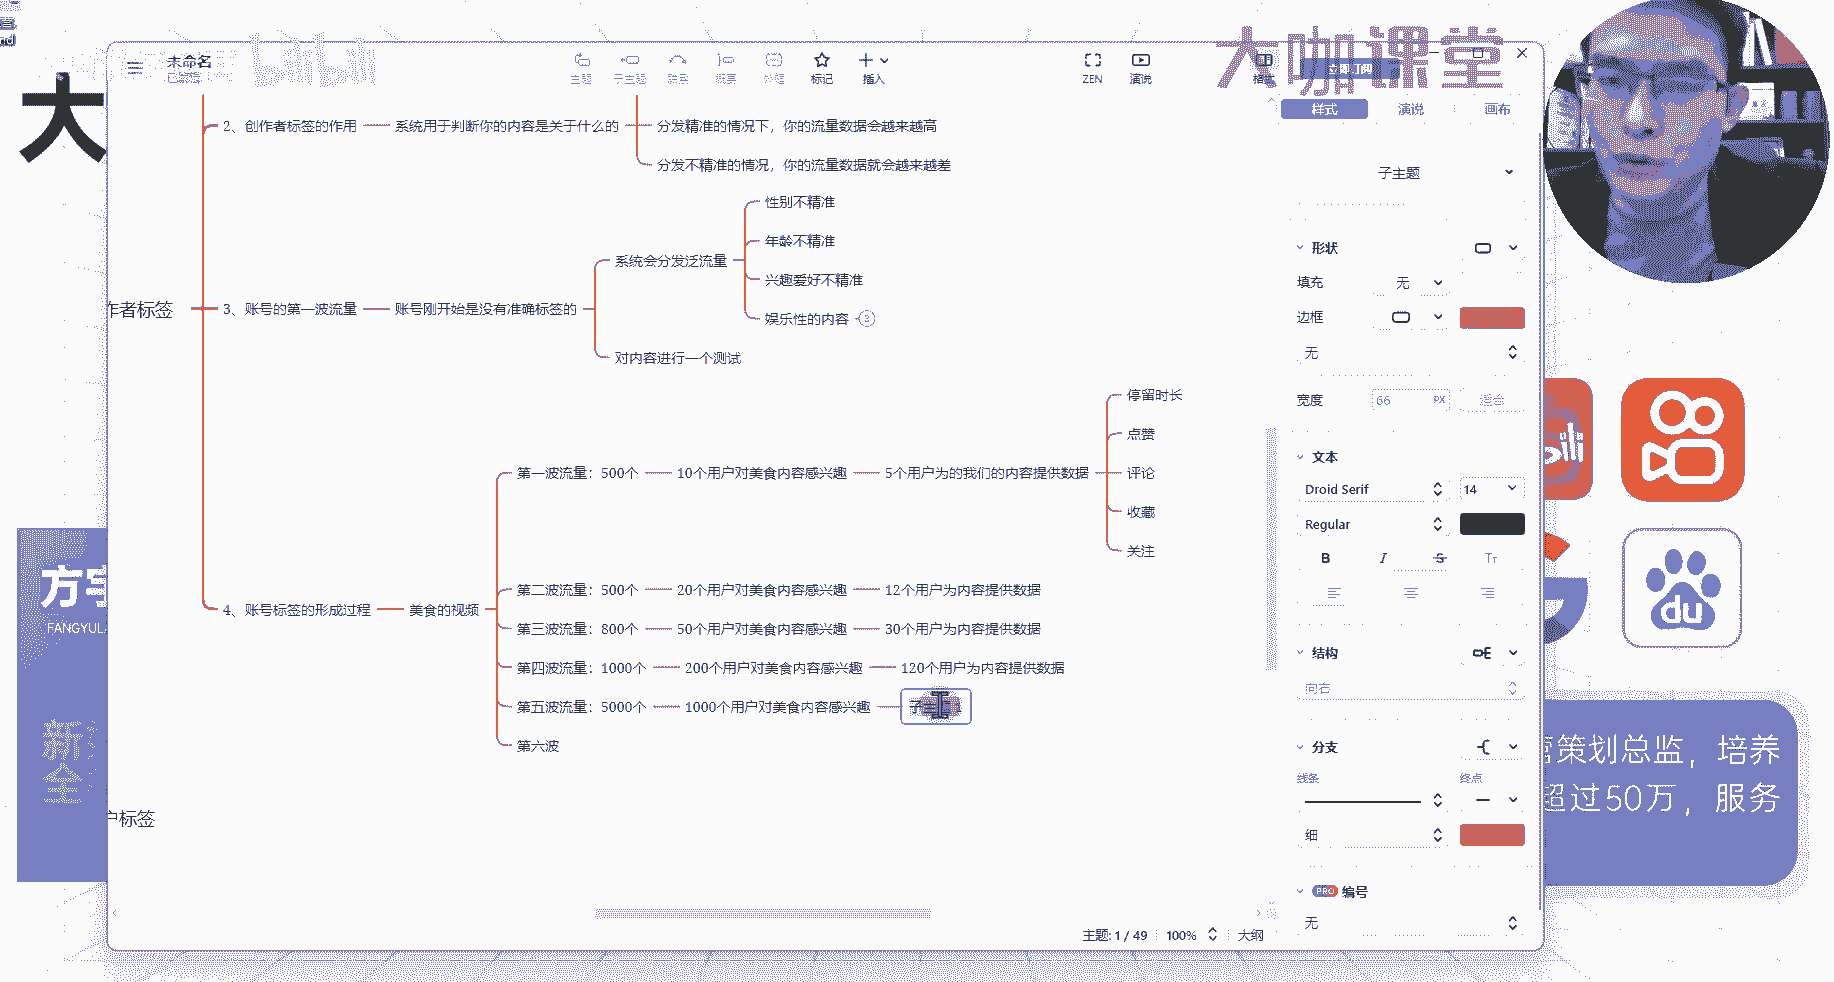 未命名
已编辑
主题
子主题
联系
概要
外框
标记
插入
ZEN
演说
格式
立即订阅
大咖课堂
bilibili
大
样式
演说
画布
2、创作者标签的作用
系统用于判断你的内容是关于什么的
分发精准的情况下，你的流量数据会越来越高
分发不精准的情况，你的流量数据就会越来越差
作者标签
3、账号的第一波流量
账号刚开始是没有准确标签的
系统会分发泛流量
性别不精准
年龄不精准
兴趣爱好不精准
娱乐性的内容
3
对内容进行一个测试
4、账号标签的形成过程
美食的视频
第一波流量：500个
10个用户对美食内容感兴趣
5个用户为的我们的内容提供数据
停留时长
点赞
评论
收藏
关注
第二波流量：500个
20个用户对美食内容感兴趣
12个用户为内容提供数据
第三波流量：800个
50个用户对美食内容感兴趣
30个用户为内容提供数据
第四波流量：1000个
200个用户对美食内容感兴趣
120个用户为内容提供数据
第五波流量：5000个
1000个用户对美食内容感兴趣
第六波
户标签
子主题
形状
填充
无
边框
无
宽度
66
PX
适合
文本
Droid Serif
14
Regular
B
I
S
Tт
结构
向右
分支
线条
终点
细
PRO
编号
无
主题: 1 / 49
100%
大纲
方宇
FANGYUL
新
全
du
营策划总监，培养
超过50万，服务